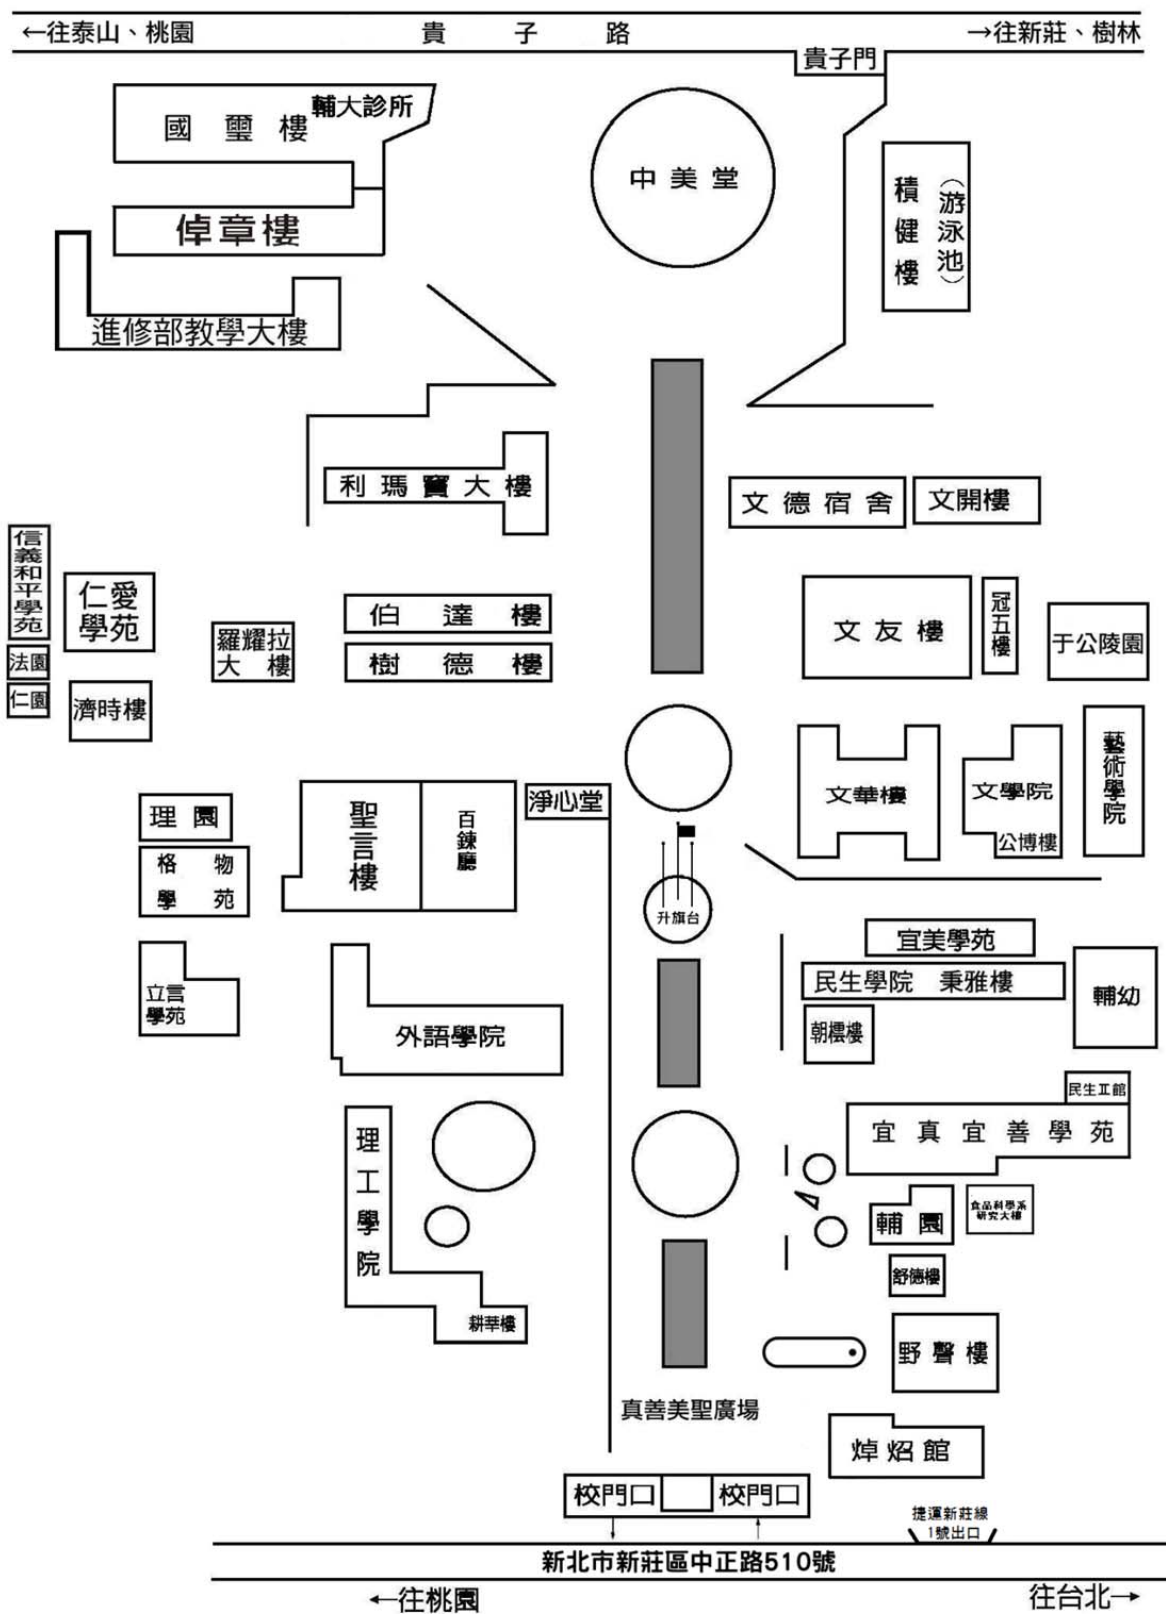 ←往泰山、桃園
貴子路
→往新莊、樹林
貴子門
輔大診所
國璽樓
中美堂
積健樓
(游泳池)
倬章樓
進修部教學大樓
利瑪竇大樓
文德宿舍
文開樓
信義和平學苑
仁愛
學苑
法園
仁園
濟時樓
羅耀拉
大樓
伯達樓
樹德樓
文友樓
冠五樓
于公陵園
藝術學院
文華樓
文學院
公博樓
理園
格物
學苑
聖言樓
百鍊廳
淨心堂
升旗台
立言
學苑
外語學院
宜美學苑
民生學院 秉雅樓
輔幼
朝橒樓
民生工館
宜真宜善學苑
理工學院
耕莘樓
輔園
食品科學系
研究大樓
舒德樓
野聲樓
真善美聖廣場
焯炤館
校門口
校門口
捷運新莊線
1號出口
新北市新莊區中正路510號
←往桃園
往台北→